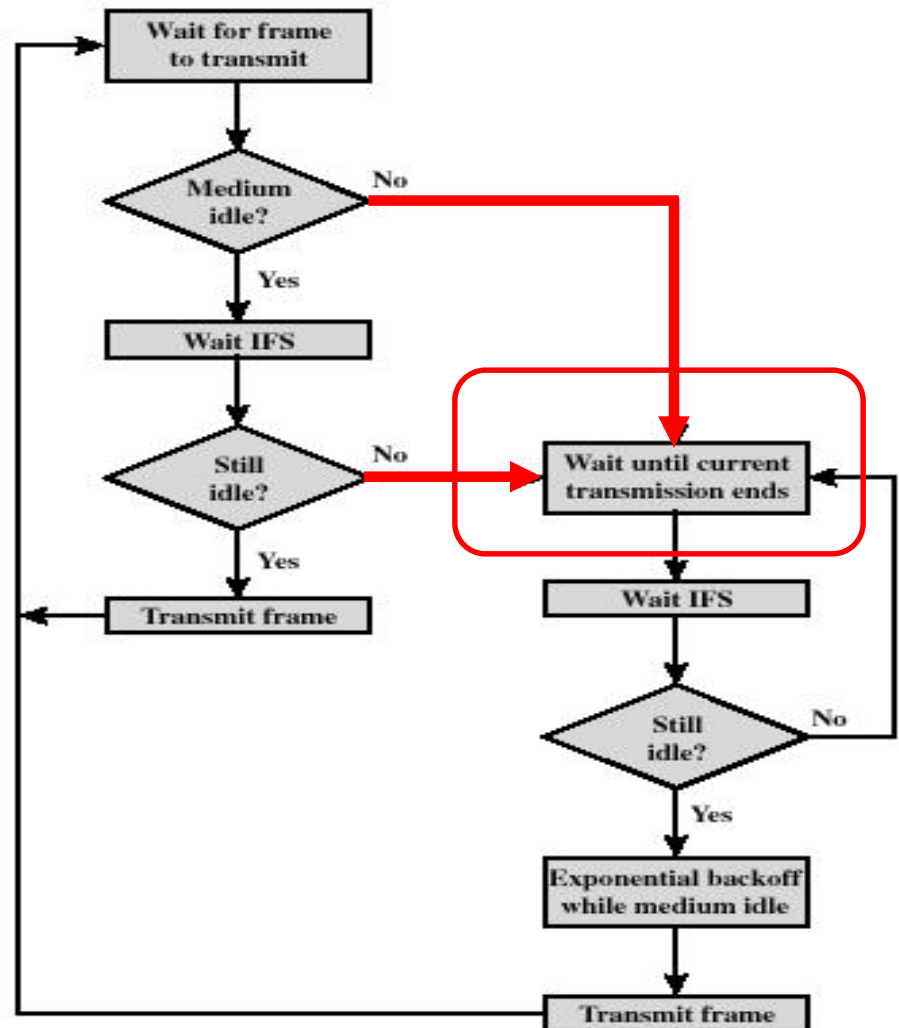 Wait for frame
to transmit
Medium
idle?
No
Yes
Wait IFS
Still
idle?
No
Yes
Transmit frame
Wait until current
transmission ends
Wait IFS
Still
idle?
No
Yes
Exponential backoff
while medium idle
Transmit frame